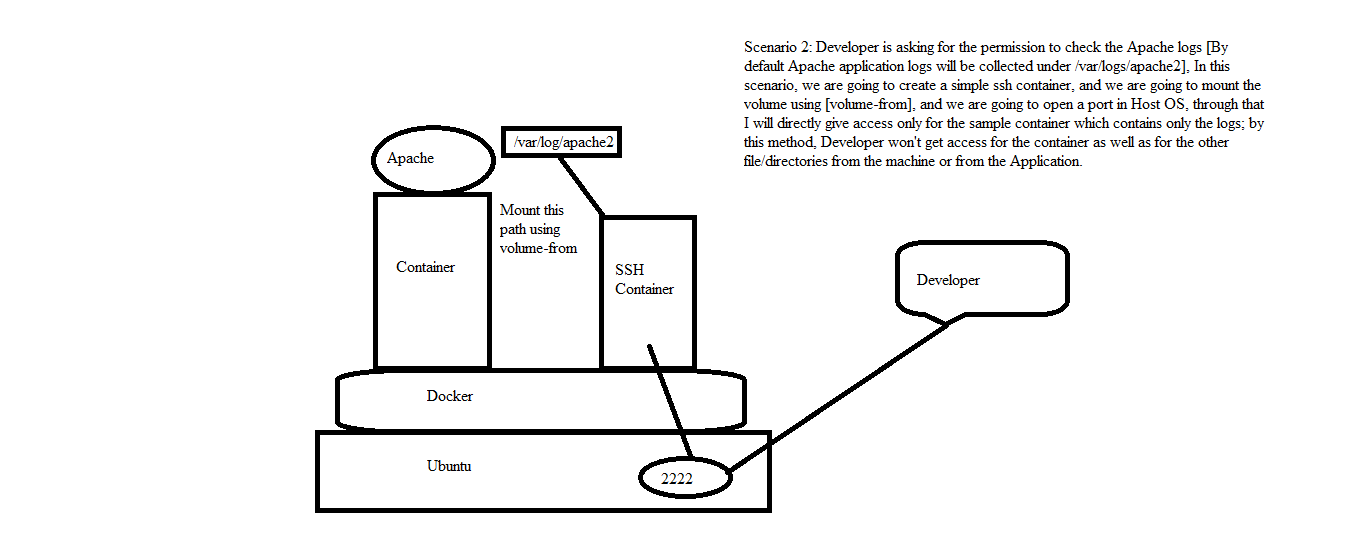 Scenario 2: Developer is asking for the permission to check the Apache logs [By
default Apache application logs will be collected under /var/logs/apache2], In this
scenario, we are going to create a simple ssh container, and we are going to mount the
volume using [volume-from], and we are going to open a port in Host OS, through that
I will directly give access only for the sample container which contains only the logs; by
this method, Developer won't get access for the container as well as for the other
file/directories from the machine or from the Application.
Apache
/var/log/apache2
Mount this
path using
volume-from
Container
SSH
Container
Developer
Docker
Ubuntu
2222